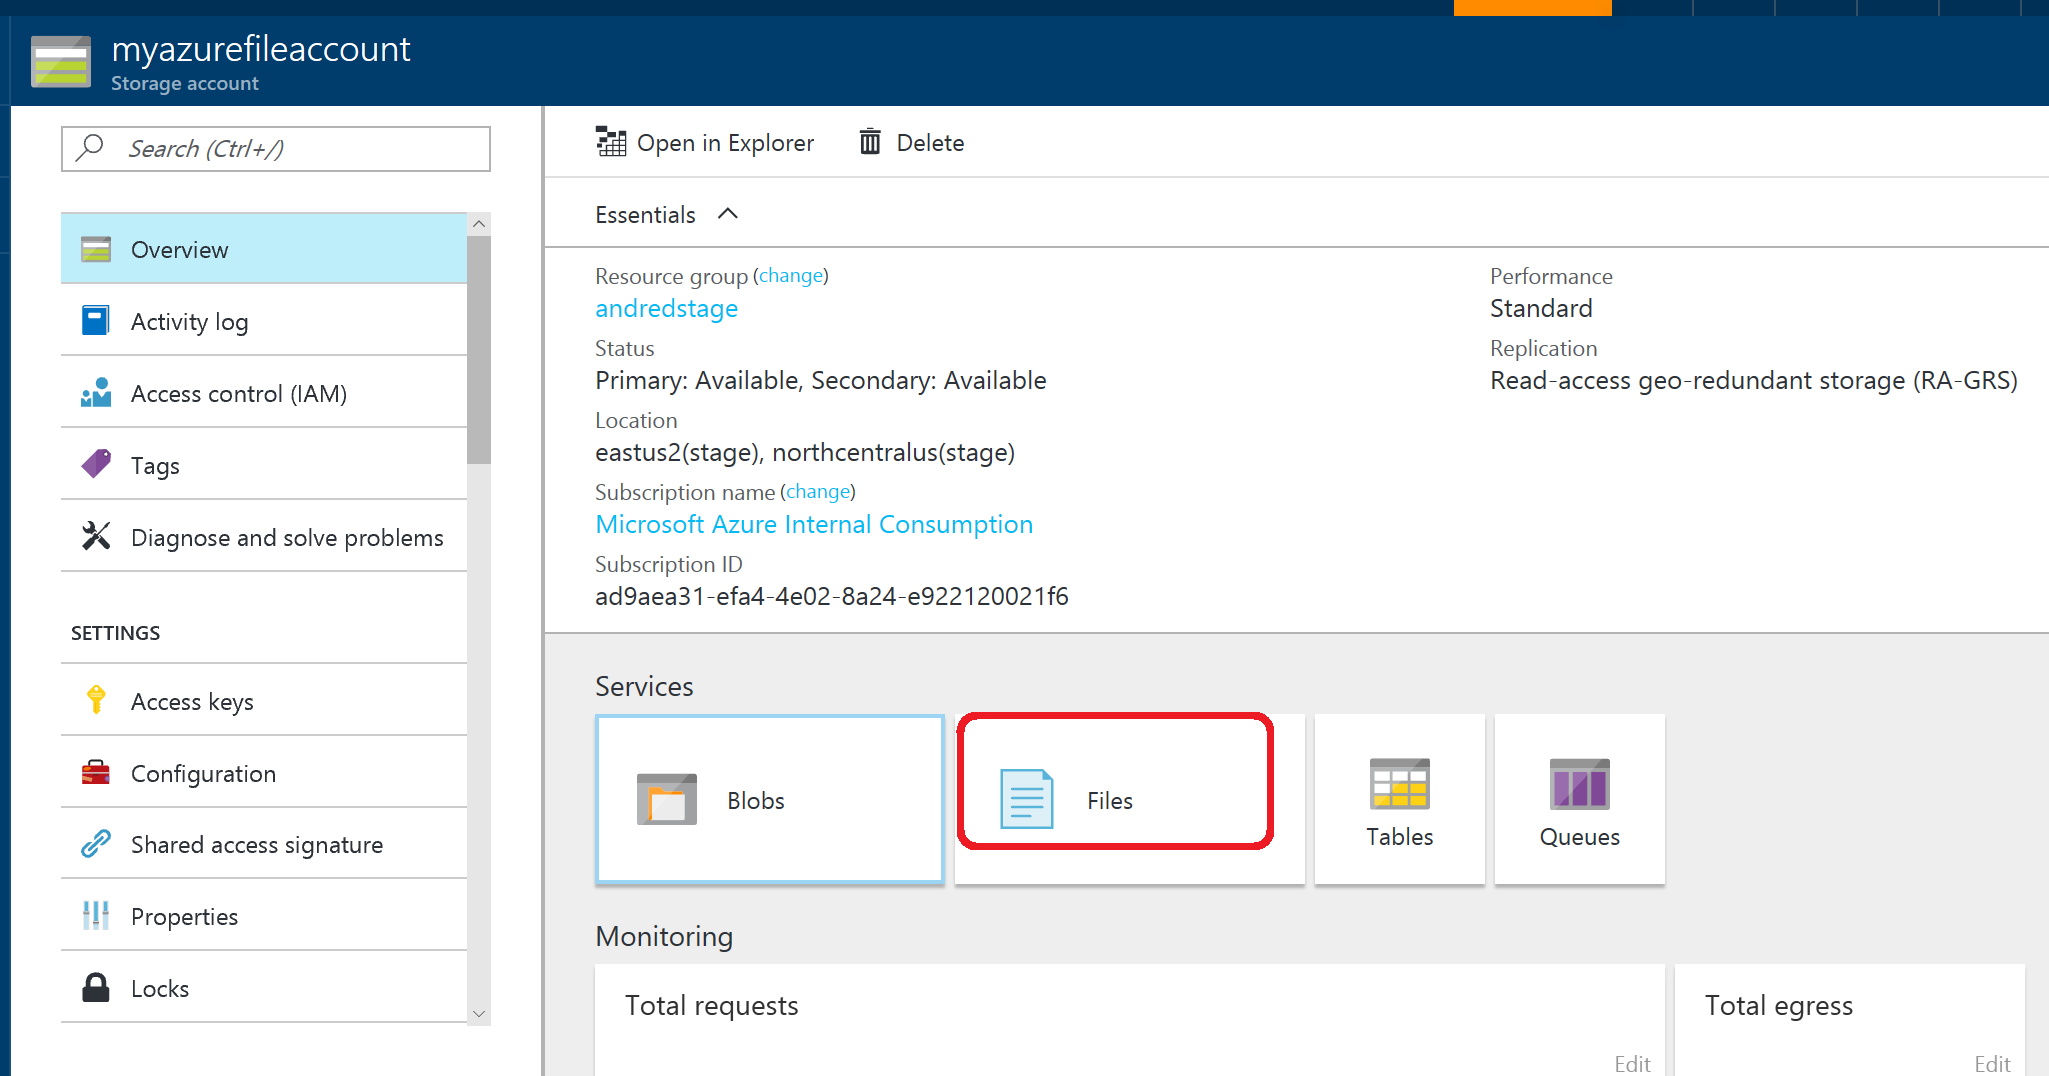 myazurefileaccount
Storage account
Search (Ctrl+/)
Overview
Activity log
Access control (IAM)
Tags
Diagnose and solve problems
SETTINGS
Access keys
Configuration
Shared access signature
Properties
Locks
Open in Explorer
Delete
Essentials
Resource group (change)
andredstage
Status
Primary: Available, Secondary: Available
Location
eastus2(stage), northcentralus(stage)
Subscription name (change)
Microsoft Azure Internal Consumption
Subscription ID
ad9aea31-efa4-4e02-8a24-e922120021f6
Performance
Standard
Replication
Read-access geo-redundant storage (RA-GRS)
Services
Blobs
Files
Tables
Queues
Monitoring
Total requests
Edit
Total egress
Edit